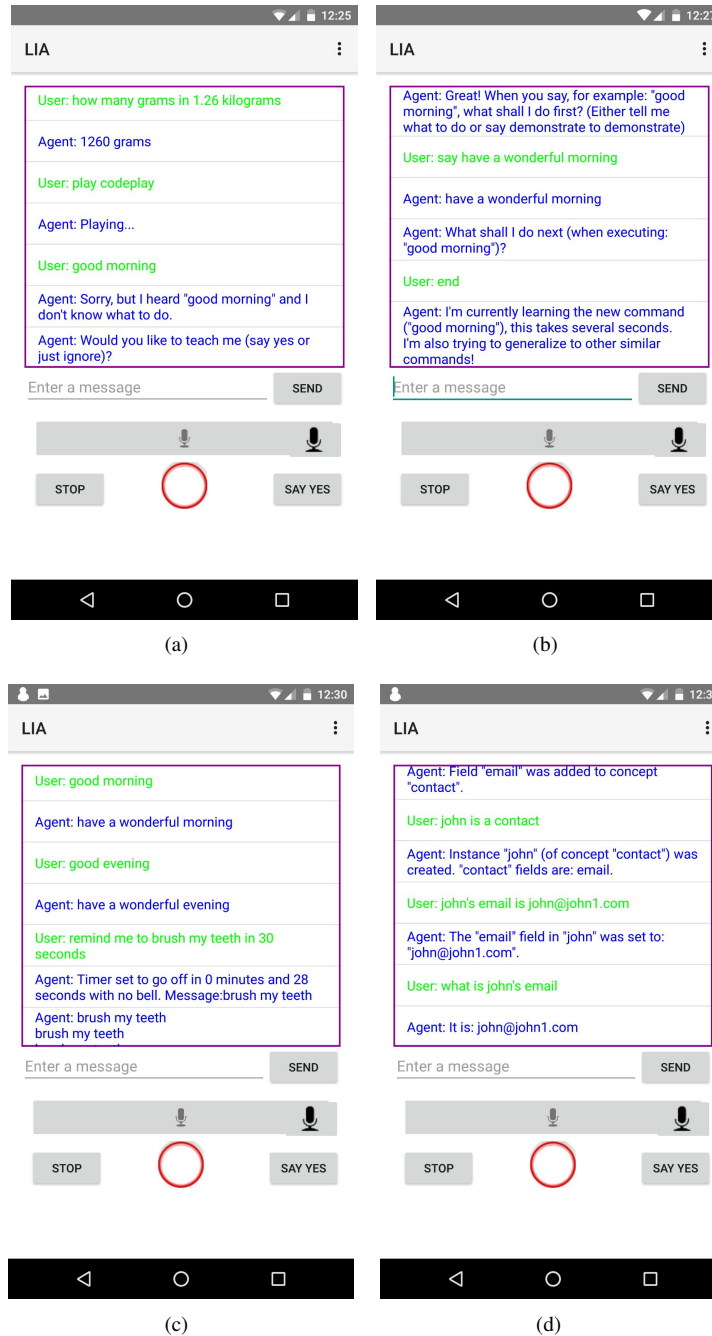 12:25
LIA
User: how many grams in 1.26 kilograms
Agent: 1260 grams
User: play codeplay
Agent: Playing...
User: good morning
Agent: Sorry, but I heard "good morning" and I
don't know what to do.
Agent: Would you like to teach me (say yes or
just ignore)?
Enter a message
SEND
STOP
SAY YES
(a)
12:27
LIA
Agent: Great! When you say, for example: "good
morning", what shall I do first? (Either tell me
what to do or say demonstrate to demonstrate)
User: say have a wonderful morning
Agent: have a wonderful morning
Agent: What shall I do next (when executing:
"good morning")?
User: end
Agent: I'm currently learning the new command
("good morning"), this takes several seconds.
I'm also trying to generalize to other similar
commands!
Enter a message
SEND
STOP
SAY YES
(b)
12:30
LIA
User: good morning
Agent: have a wonderful morning
User: good evening
Agent: have a wonderful evening
User: remind me to brush my teeth in 30
seconds
Agent: Timer set to go off in 0 minutes and 28
seconds with no bell. Message:brush my teeth
Agent: brush my teeth
brush my teeth
Enter a message
SEND
STOP
SAY YES
(c)
12:3
LIA
Agent: Field "email" was added to concept
"contact".
User: john is a contact
Agent: Instance "john" (of concept "contact") was
created. "contact" fields are: email.
User: john's email is john@john1.com
Agent: The "email" field in "john" was set to:
"john@john1.com".
User: what is john's email
Agent: It is: john@john1.com
Enter a message
SEND
STOP
SAY YES
(d)